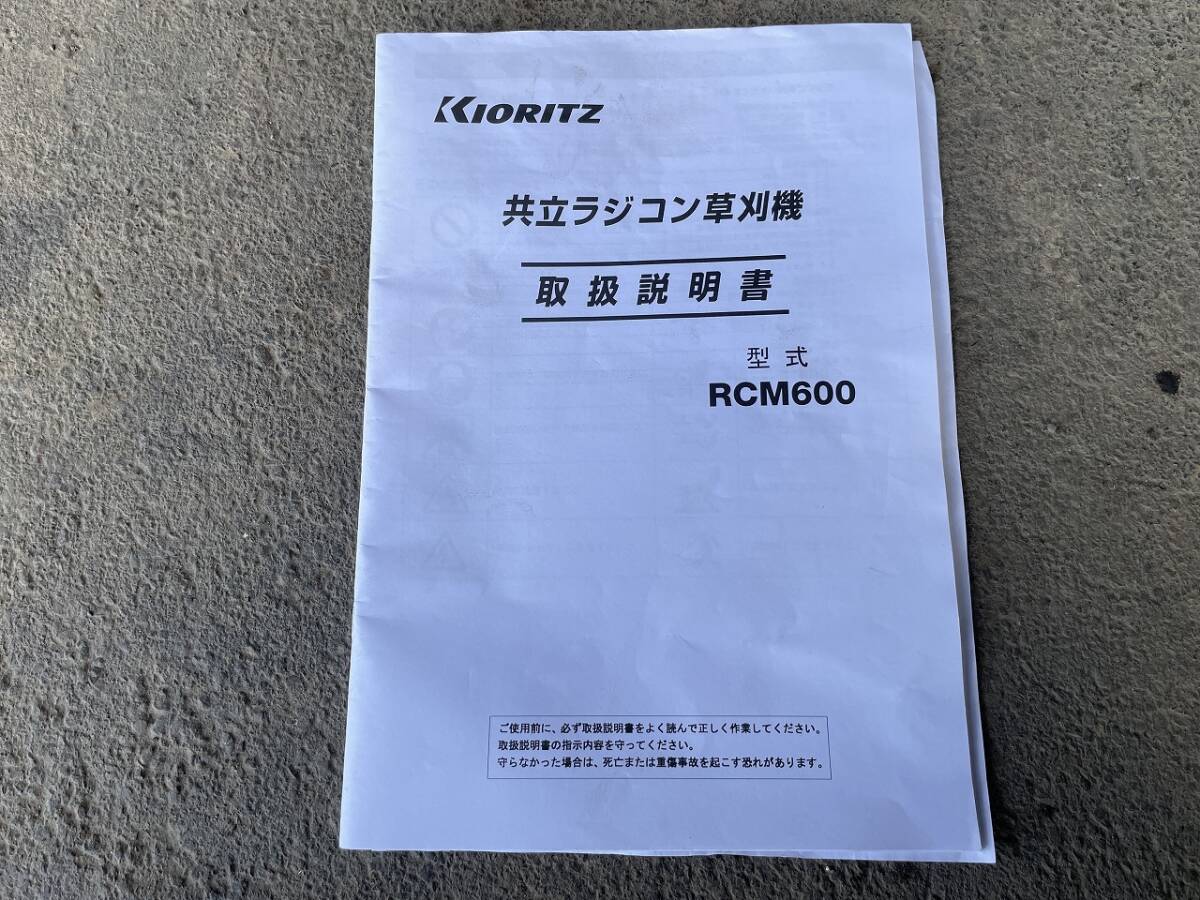 KIORITZ
共立ラジコン草刈機
取扱説明書
型式
RCM600
ご使用前に、必ず取扱説明書をよく読んで正しく作業してください。
取扱説明書の指示内容を守ってください。
守らなかった場合は、死亡または重傷事故を起こす恐れがあります。